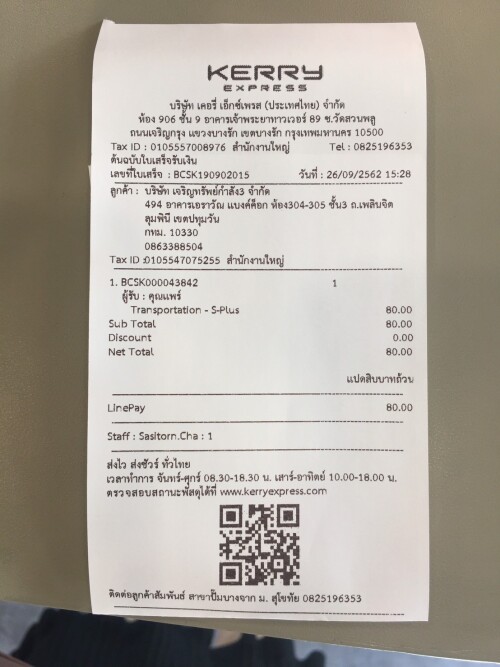 KERRY
EXPRESS
บริษัท เคอรี่ เอ็กซ์เพรส (ประเทศไทย) จำกัด
ห้อง 906 ชั้น 9 อาคารเจ้าพระยาทาวเวอร์ 89 ซ.วัดสวนพลู
ถนนเจริญกรุง แขวงบางรัก เขตบางรัก กรุงเทพมหานคร 10500
Tax ID : 0105557008976 สำนักงานใหญ่ Tel : 0825196353
ต้นฉบับใบเสร็จรับเงิน
เลขที่ใบเสร็จ : BCSK190902015 วันที่ : 26/09/2562 15:28
ลูกค้า : บริษัท เจริญทรัพย์กำลัง3 จำกัด
494 อาคารเอราวัณ แบงค์ค็อก ห้อง304-305 ชั้น3 ถ.เพลินจิต
ลุมพินี เขตปทุมวัน
กทม. 10330
0863388504
Tax ID :0105547075255 สำนักงานใหญ่
1. BCSK000043842 1
ผู้รับ : คุณแพร์
Transportation - S-Plus 80.00
Sub Total 80.00
Discount 0.00
Net Total 80.00
แปดสิบบาทถ้วน
LinePay 80.00
Staff : Sasitorn.Cha : 1
ส่งไว ส่งชัวร์ ทั่วไทย
เวลาทำการ จันทร์-ศุกร์ 08.30-18.30 น. เสาร์-อาทิตย์ 10.00-18.00 น.
ตรวจสอบสถานะพัสดุได้ที่ www.kerryexpress.com
ติดต่อลูกค้าสัมพันธ์ สาขาปั๊มบางจาก ม. สุโขทัย 0825196353